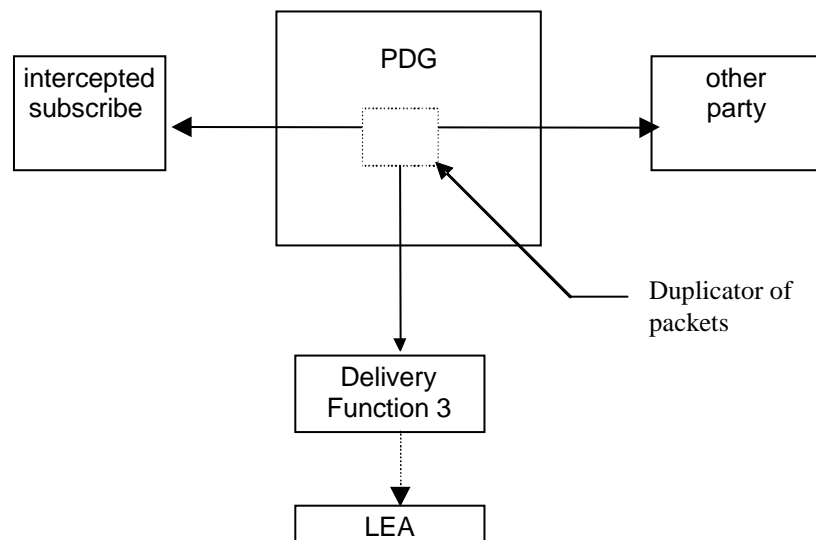 PDG
intercepted
subscribe
other
party
Duplicator of
packets
Delivery
Function 3
LEA